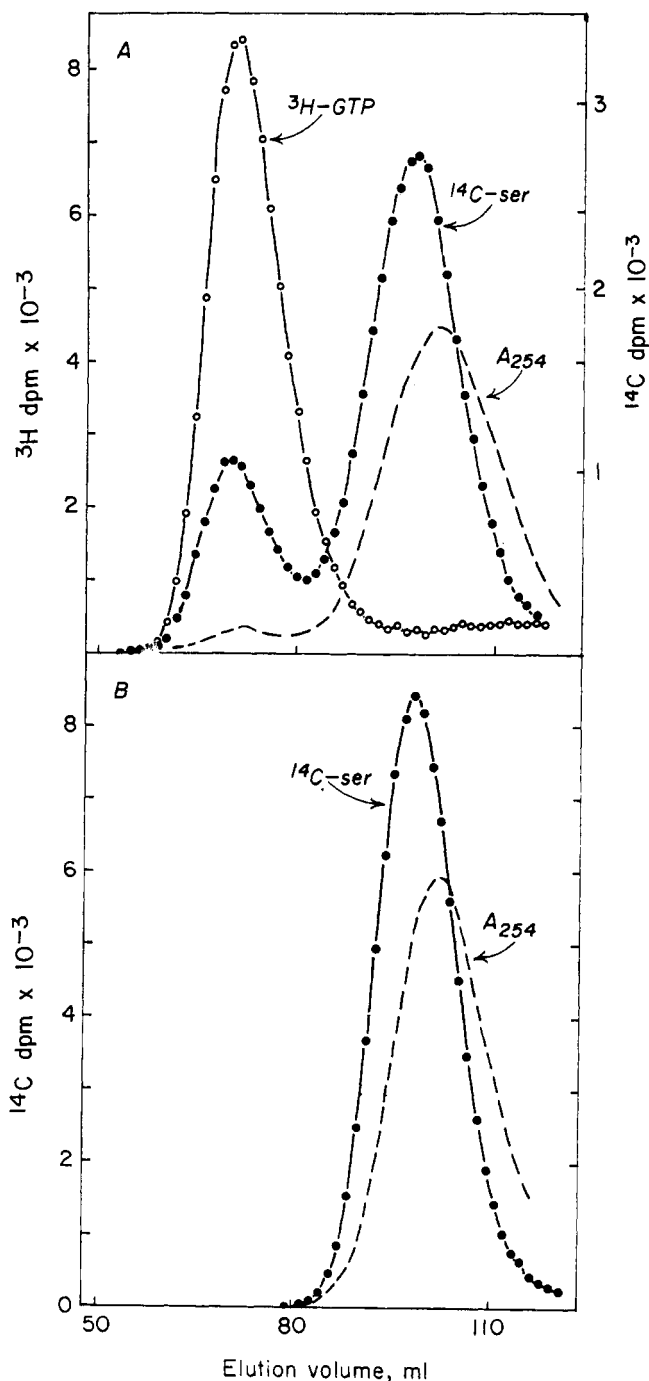 A
8
6
4
2
³H dpm x 10⁻³
³H-GTP
¹⁴C-ser
A₂₅₄
3
2
1
¹⁴C dpm x 10⁻³
B
8
6
4
2
0
¹⁴C dpm x 10⁻³
¹⁴C-ser
A₂₅₄
50
80
110
Elution volume, ml